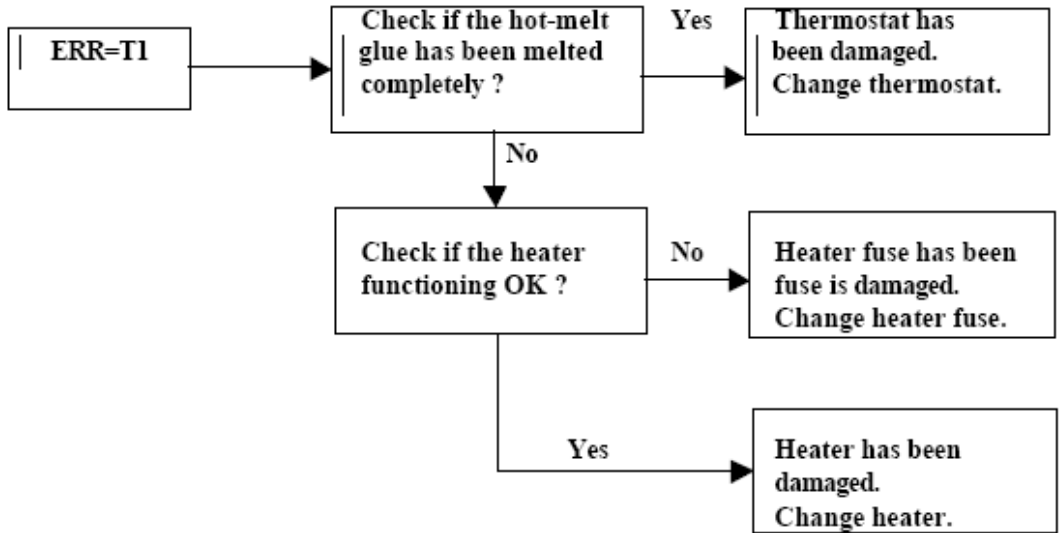 ERR=T1
Check if the hot-melt
glue has been melted
completely ?
Yes
Thermostat has
been damaged.
Change thermostat.
No
Check if the heater
functioning OK ?
No
Heater fuse has been
fuse is damaged.
Change heater fuse.
Yes
Heater has been
damaged.
Change heater.